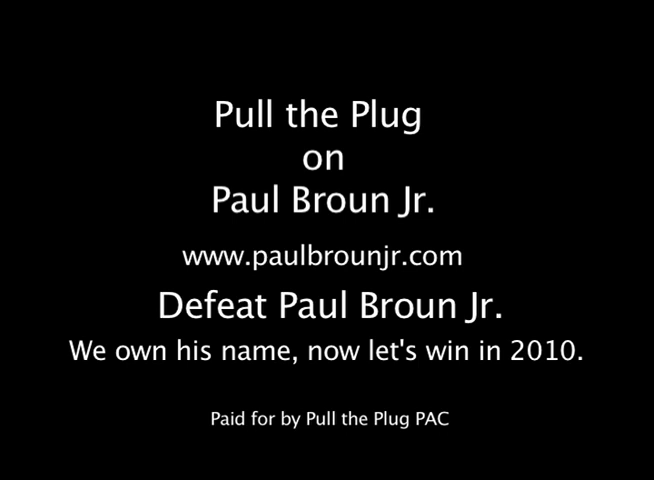 Pull the Plug
on
Paul Broun Jr.
www.paulbrounjr.com
Defeat Paul Broun Jr.
We own his name, now let's win in 2010.
Paid for by Pull the Plug PAC